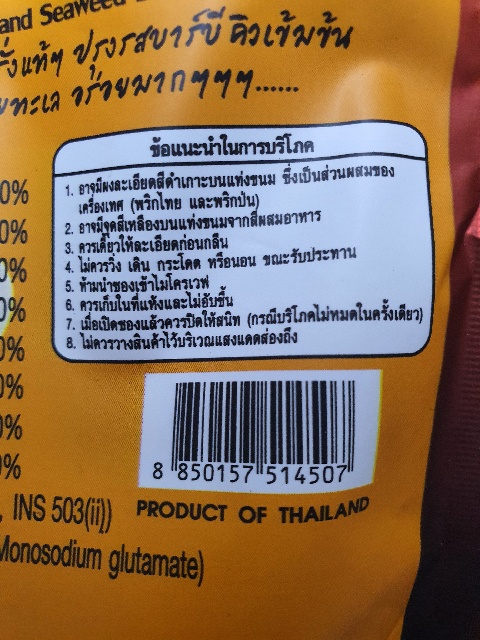 and Seaweed
รั้งแท้ๆ ปรุงรสบาร์บีคิวเข้มข้น
ทะเล อร่อยมากๆๆๆ......
ข้อแนะนำในการบริโภค
1. อาจมีผงละเอียดสีดำเกาะบนแท่งขนม ซึ่งเป็นส่วนผสมของ
เครื่องเทศ (พริกไทย และพริกป่น)
2. อาจมีจุดสีเหลืองบนแท่งขนมจากสีผสมอาหาร
3. ควรเคี้ยวให้ละเอียดก่อนกลืน
4. ไม่ควรวิ่ง เดิน กระโดด หรือนอน ขณะรับประทาน
5. ห้ามนำซองเข้าไมโครเวฟ
6. ควรเก็บในที่แห้งและไม่อับชื้น
7. เมื่อเปิดซองแล้วควรปิดให้สนิท (กรณีบริโภคไม่หมดในครั้งเดียว)
8. ไม่ควรวางสินค้าไว้บริเวณแสงแดดส่องถึง
0%
0%
0%
0%
0%
0%
0%
0%
8 850157 514507
PRODUCT OF THAILAND
, INS 503(ii))
Monosodium glutamate)